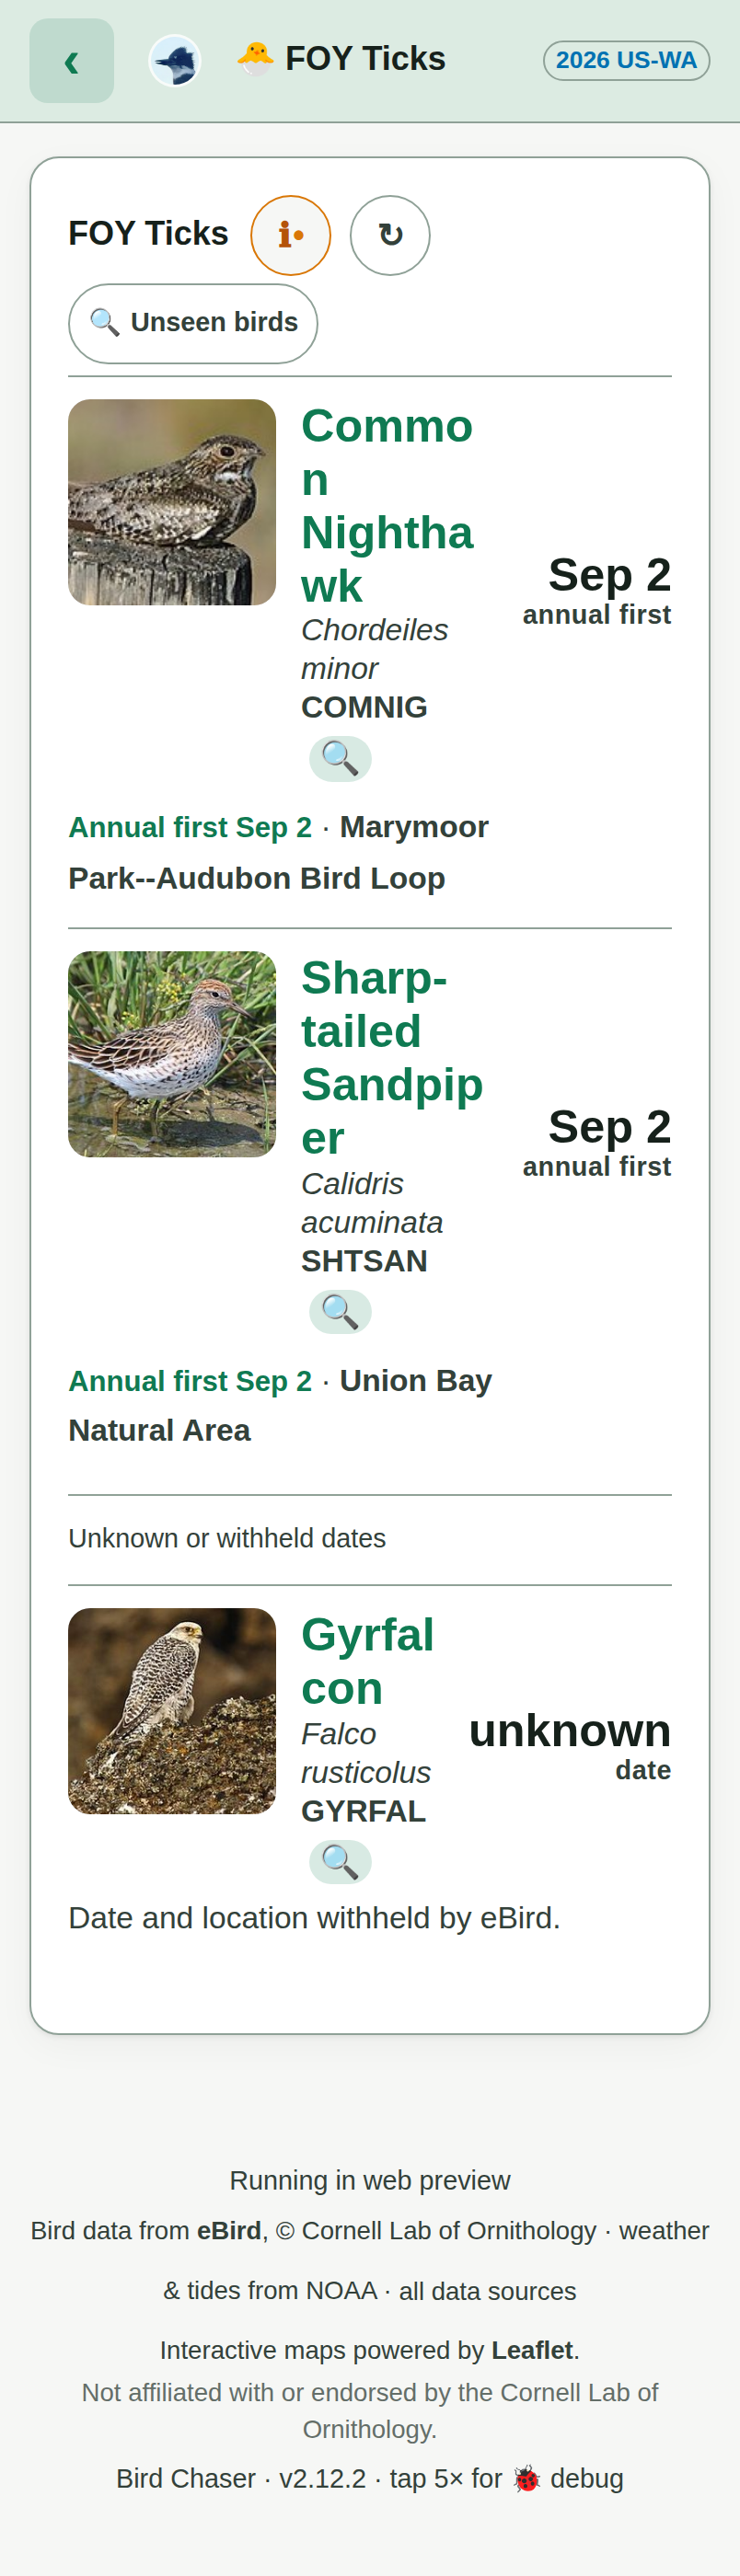 ‹ 🐣 FOY Ticks 2026 US-WA
FOY Ticks ℹ• ↻
🔍 Unseen birds
Commo
n
Nightha
wk
Chordeiles
minor
COMNIG
🔍
Sep 2
annual first
Annual first Sep 2 · Marymoor
Park--Audubon Bird Loop
Sharp-
tailed
Sandpip
er
Calidris
acuminata
SHTSAN
🔍
Sep 2
annual first
Annual first Sep 2 · Union Bay
Natural Area
Unknown or withheld dates
Gyrfal
con
Falco
rusticolus
GYRFAL
🔍
unknown
date
Date and location withheld by eBird.
Running in web preview
Bird data from eBird, © Cornell Lab of Ornithology · weather
& tides from NOAA · all data sources
Interactive maps powered by Leaflet.
Not affiliated with or endorsed by the Cornell Lab of
Ornithology.
Bird Chaser · v2.12.2 · tap 5× for 🐞 debug